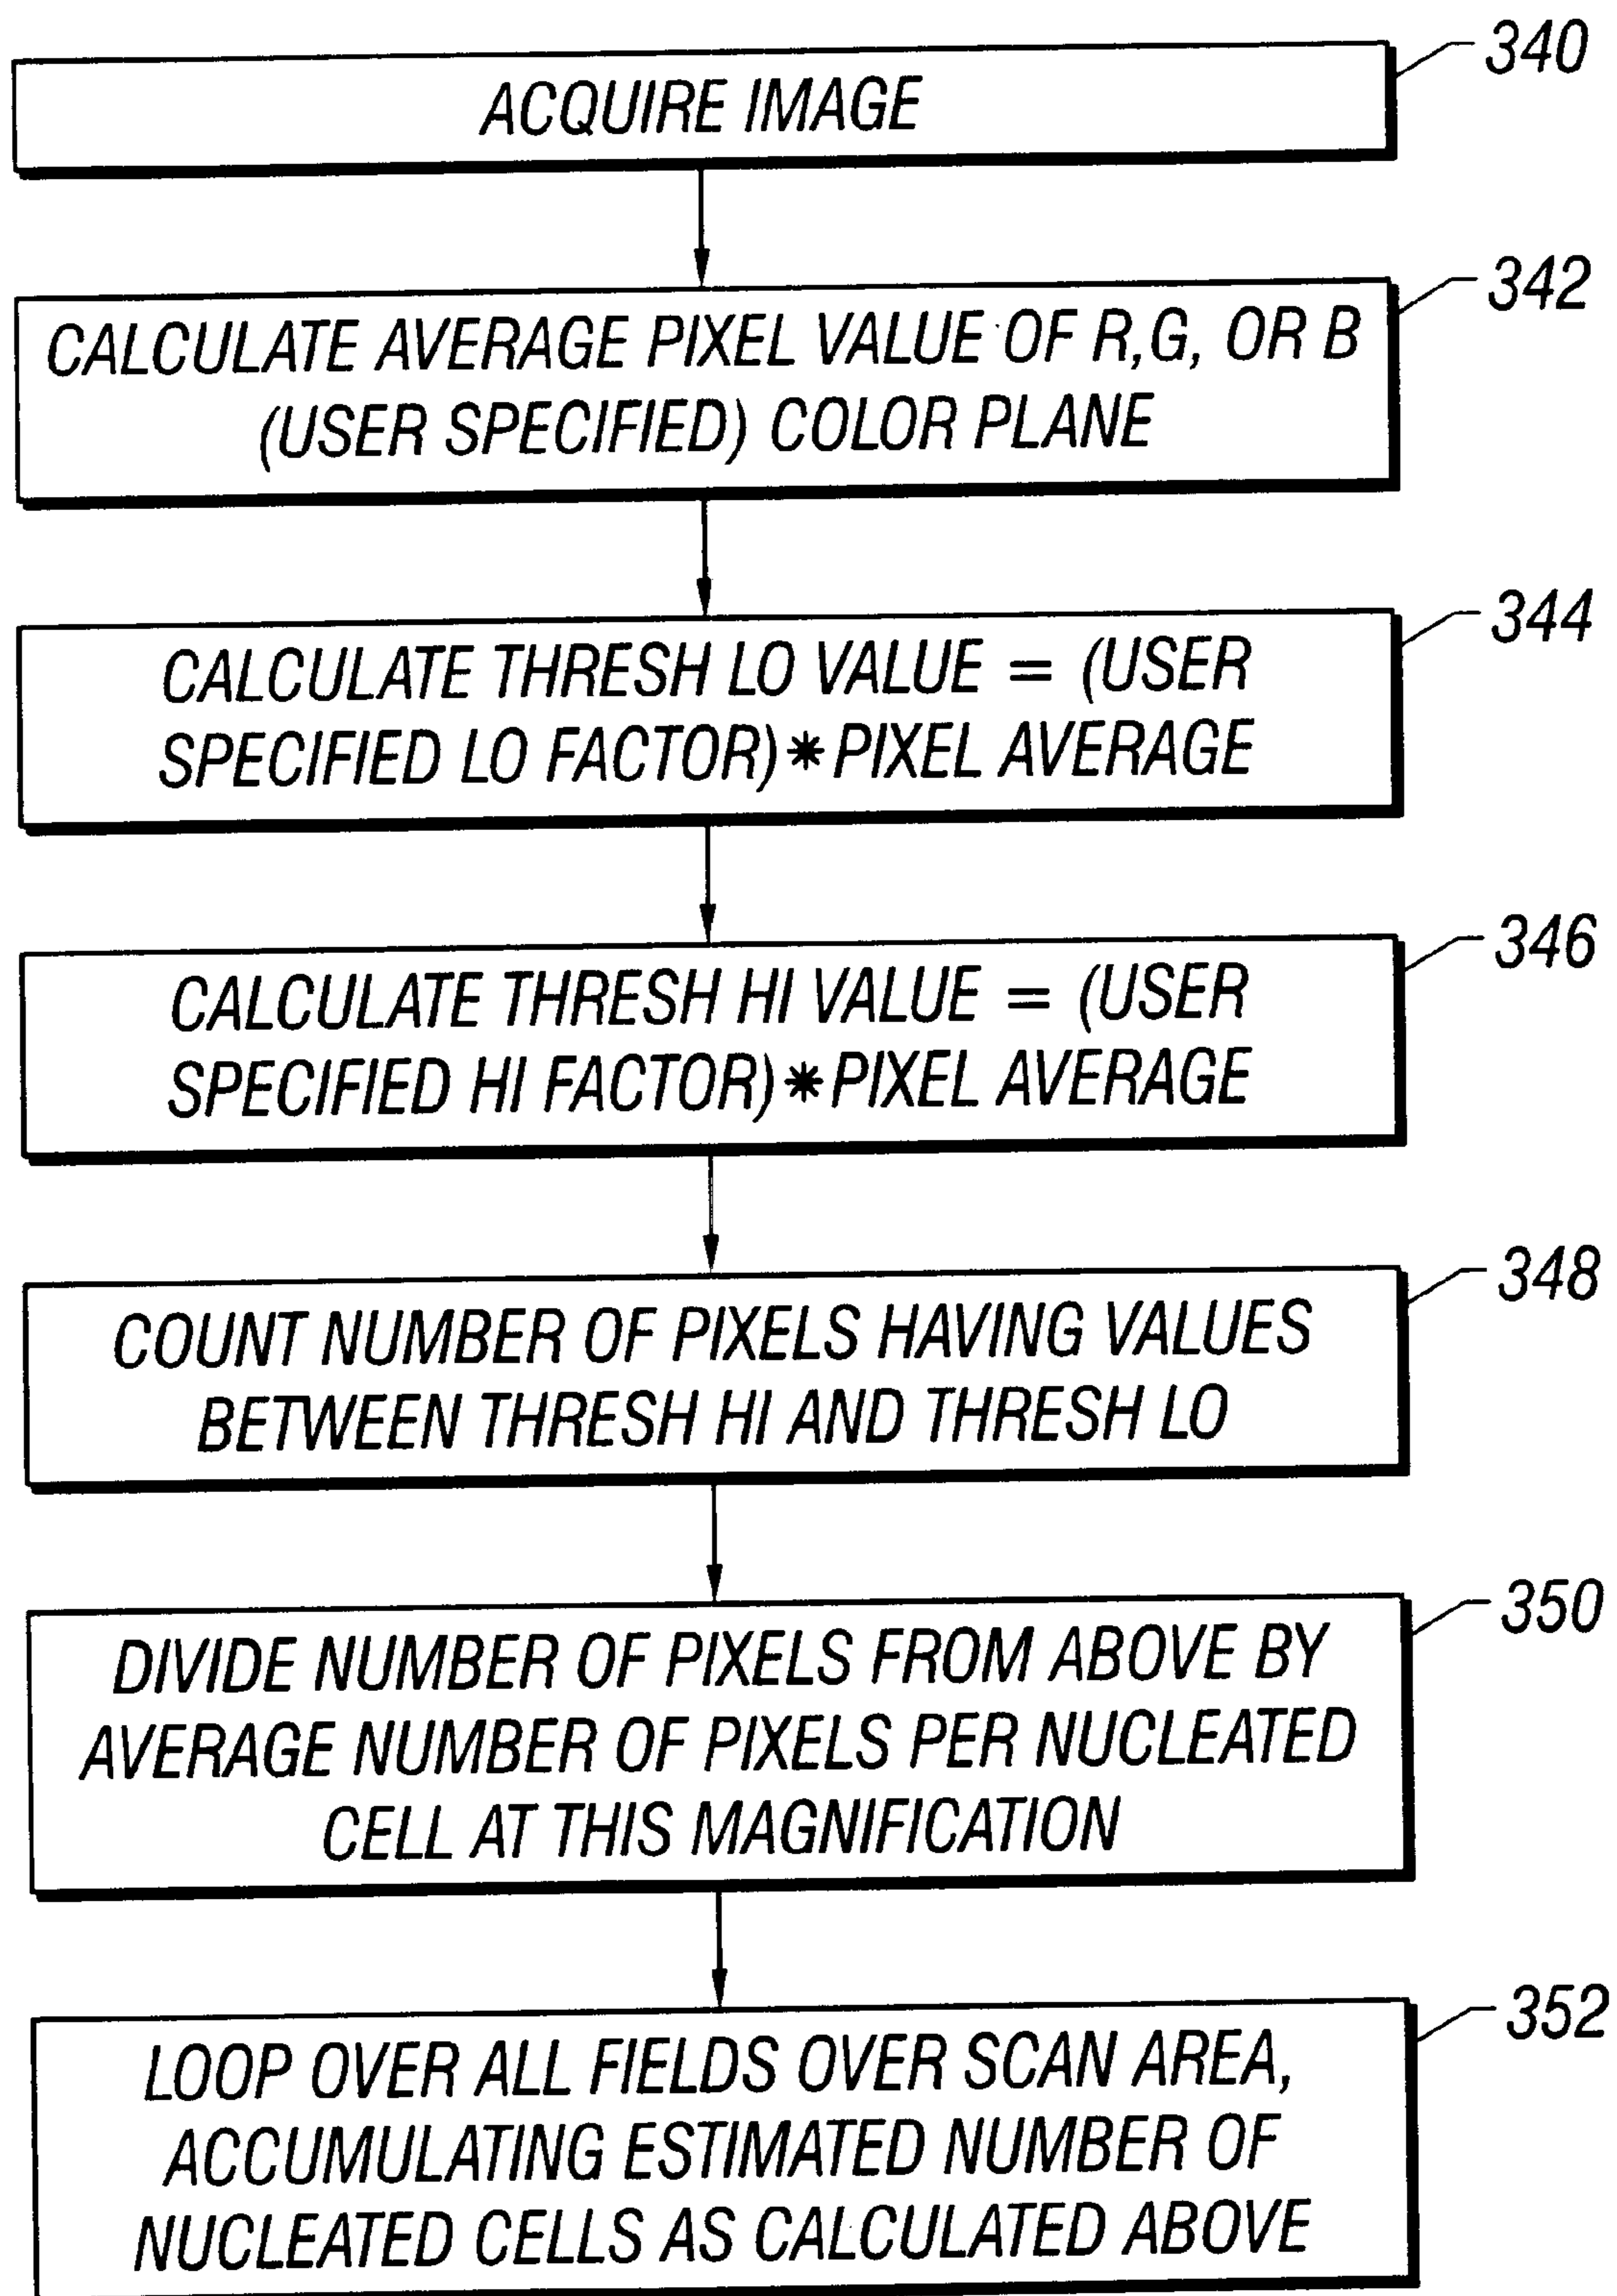 340
ACQUIRE IMAGE
342
CALCULATE AVERAGE PIXEL VALUE OF R,G, OR B
(USER SPECIFIED) COLOR PLANE
344
CALCULATE THRESH LO VALUE = (USER
SPECIFIED LO FACTOR)*PIXEL AVERAGE
346
CALCULATE THRESH HI VALUE = (USER
SPECIFIED HI FACTOR)*PIXEL AVERAGE
348
COUNT NUMBER OF PIXELS HAVING VALUES
BETWEEN THRESH HI AND THRESH LO
350
DIVIDE NUMBER OF PIXELS FROM ABOVE BY
AVERAGE NUMBER OF PIXELS PER NUCLEATED
CELL AT THIS MAGNIFICATION
352
LOOP OVER ALL FIELDS OVER SCAN AREA,
ACCUMULATING ESTIMATED NUMBER OF
NUCLEATED CELLS AS CALCULATED ABOVE